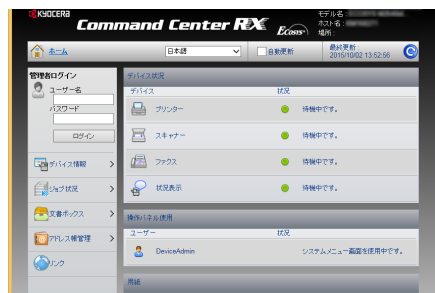 KYOCERA
Command Center RX
Ecosys
モデル名 :
ホスト名 :
場所 :
ホーム
日本語
自動更新
最終更新 :
2015/10/02 13:52:56
管理者ログイン
ユーザー名
パスワード
ログイン
デバイス情報
ジョブ状況
文書ボックス
アドレス帳管理
リンク
デバイス状況
デバイス 状況
プリンター 待機中です。
スキャナー 待機中です。
ファクス 待機中です。
状況表示 待機中です。
操作パネル使用
ユーザー 状況
DeviceAdmin システムメニュー画面を使用中です。
用紙